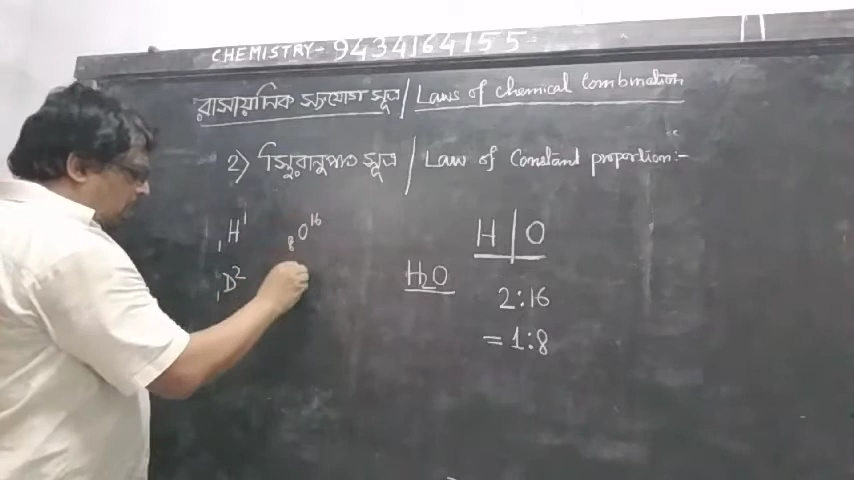 CHEMISTRY- 9434164155
রাসায়নিক সংযোগ সূত্র / Laws of chemical Combination
2) স্থিরানুপাত সূত্র / Law of Constant proportion:-
₁H¹ ₈O¹⁶ H | O
₁D² H₂O 2:16
= 1:8